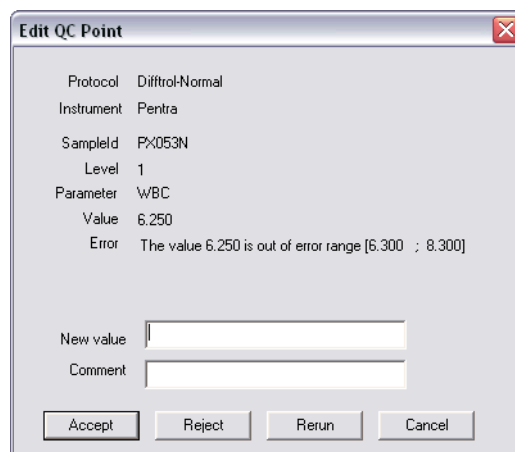 Edit QC Point
Protocol Difftrol-Normal
Instrument Pentra
SampleId PX053N
Level 1
Parameter WBC
Value 6.250
Error The value 6.250 is out of error range [6.300 ; 8.300]
New value
Comment
Accept Reject Rerun Cancel